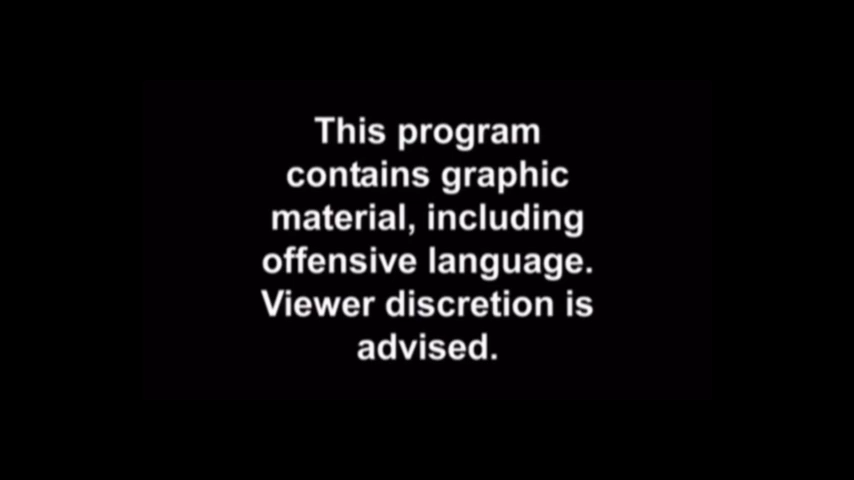 This program
contains graphic
material, including
offensive language.
Viewer discretion is
advised.